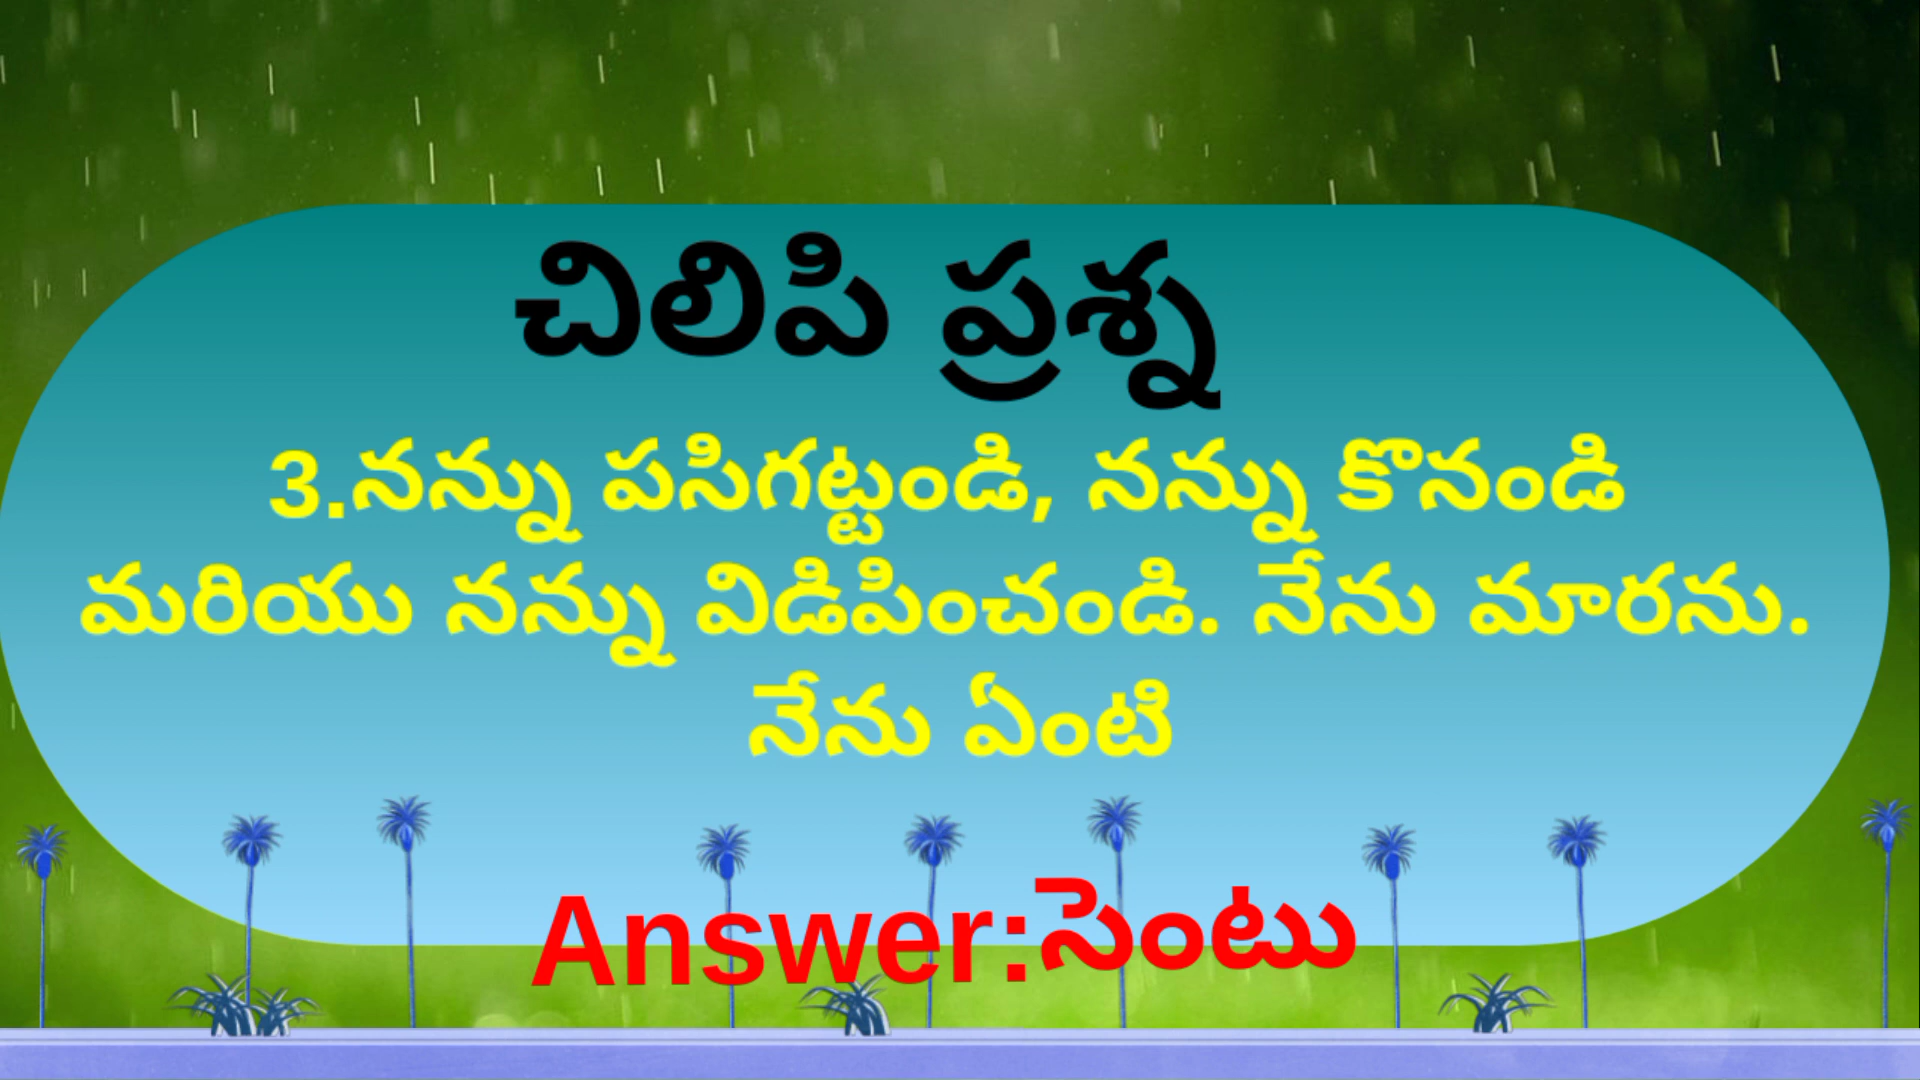 చిలిపి ప్రశ్న
3.నన్ను పసిగట్టండి, నన్ను కొనండి
మరియు నన్ను విడిపించండి. నేను మారను.
నేను ఏంటి
Answer:సెంటు